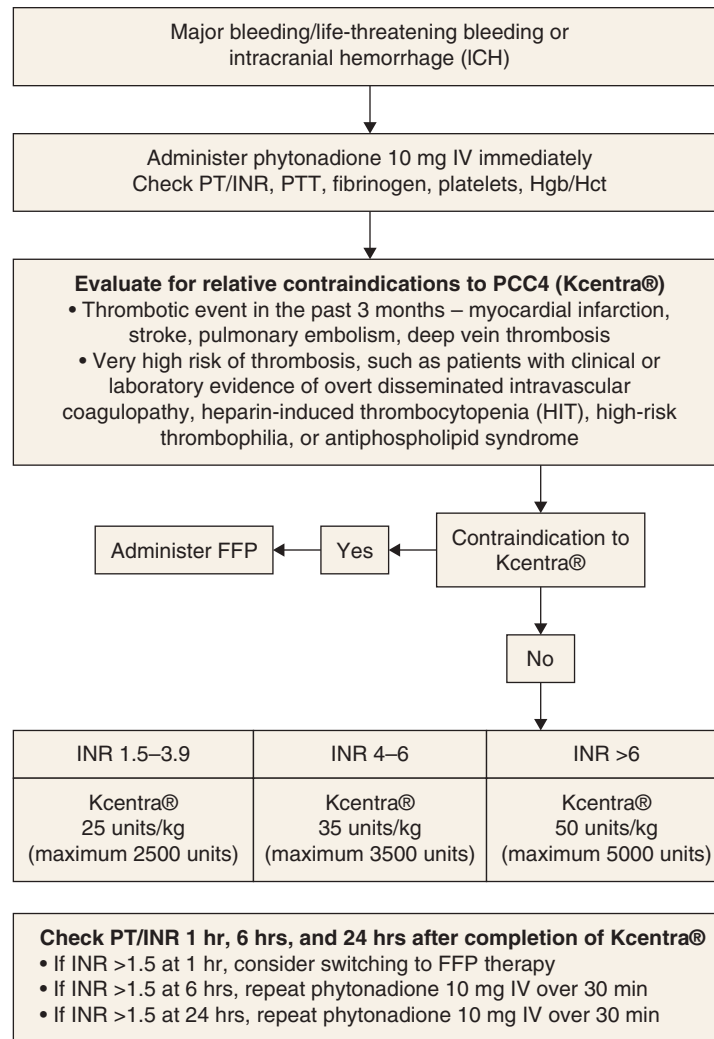 Major bleeding/life-threatening bleeding or
intracranial hemorrhage (ICH)
Administer phytonadione 10 mg IV immediately
Check PT/INR, PTT, fibrinogen, platelets, Hgb/Hct
Evaluate for relative contraindications to PCC4 (Kcentra®)
• Thrombotic event in the past 3 months – myocardial infarction,
stroke, pulmonary embolism, deep vein thrombosis
• Very high risk of thrombosis, such as patients with clinical or
laboratory evidence of overt disseminated intravascular
coagulopathy, heparin-induced thrombocytopenia (HIT), high-risk
thrombophilia, or antiphospholipid syndrome
Contraindication to
Kcentra®
Yes
Administer FFP
No
INR 1.5–3.9
INR 4–6
INR >6
Kcentra®
25 units/kg
(maximum 2500 units)
Kcentra®
35 units/kg
(maximum 3500 units)
Kcentra®
50 units/kg
(maximum 5000 units)
Check PT/INR 1 hr, 6 hrs, and 24 hrs after completion of Kcentra®
• If INR >1.5 at 1 hr, consider switching to FFP therapy
• If INR >1.5 at 6 hrs, repeat phytonadione 10 mg IV over 30 min
• If INR >1.5 at 24 hrs, repeat phytonadione 10 mg IV over 30 min